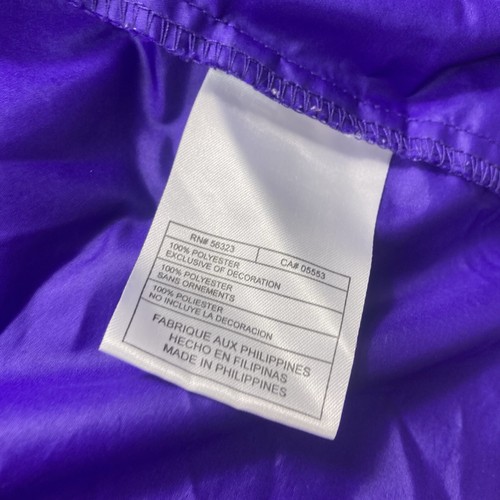 RN# 56323 CA# 05553
100% POLYESTER
EXCLUSIVE OF DECORATION
100% POLYESTER
SANS ORNEMENTS
100% POLIESTER
NO INCLUYE LA DECORACION
FABRIQUE AUX PHILIPPINES
HECHO EN FILIPINAS
MADE IN PHILIPPINES